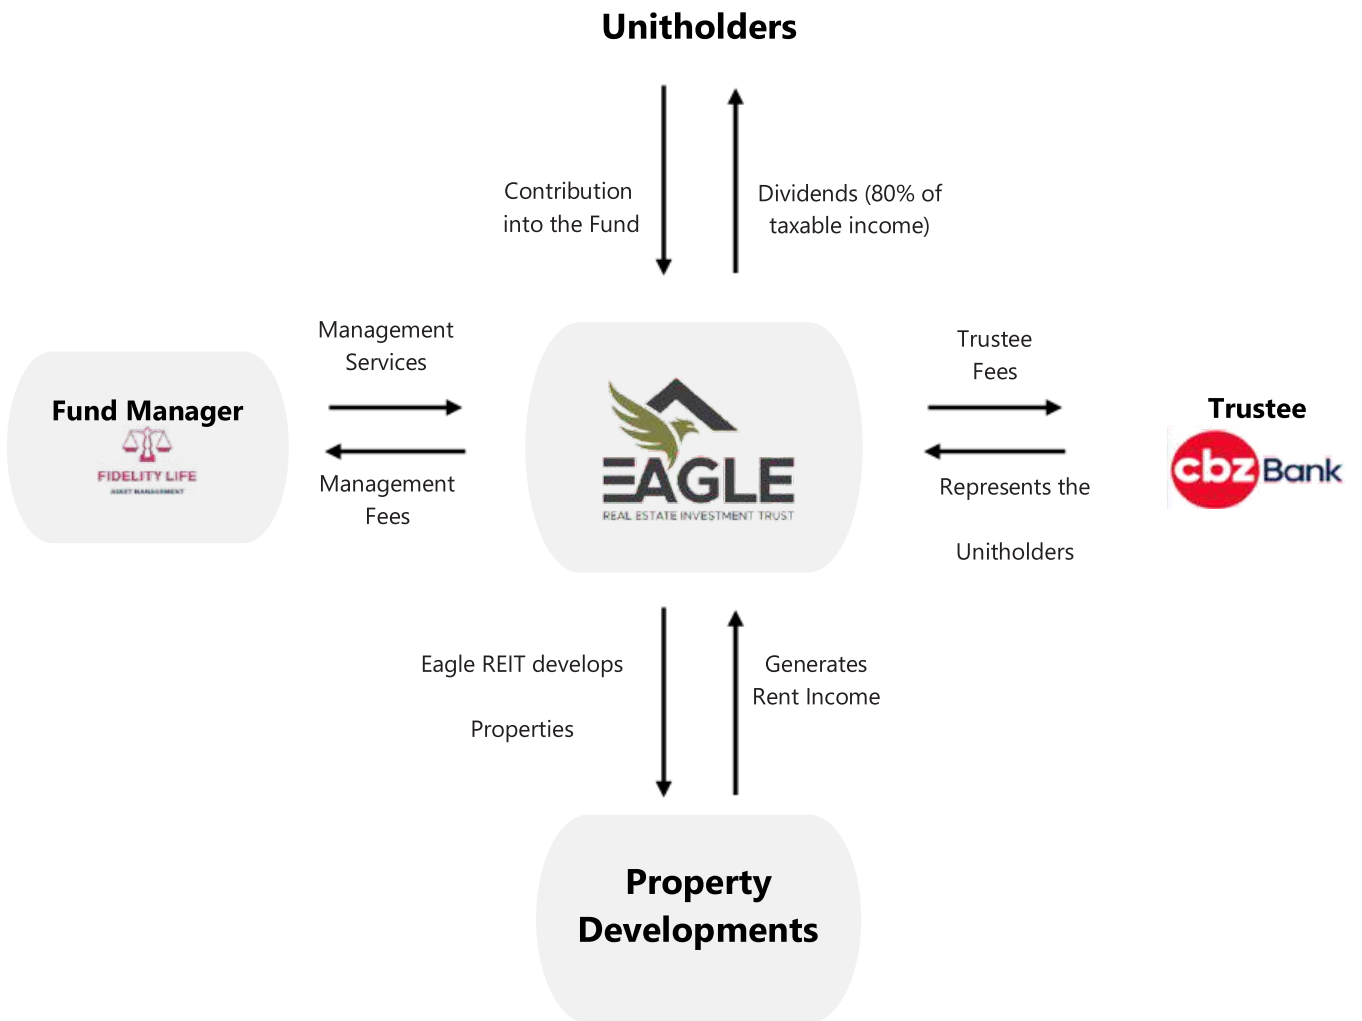 Unitholders
Contribution
into the Fund
Dividends (80% of
taxable income)
Management
Services
Fund Manager
FIDELITY LIFE
ASSET MANAGEMENT
Management
Fees
EAGLE
REAL ESTATE INVESTMENT TRUST
Trustee
Fees
Trustee
cbz Bank
Represents the
Unitholders
Eagle REIT develops
Properties
Generates
Rent Income
Property
Developments